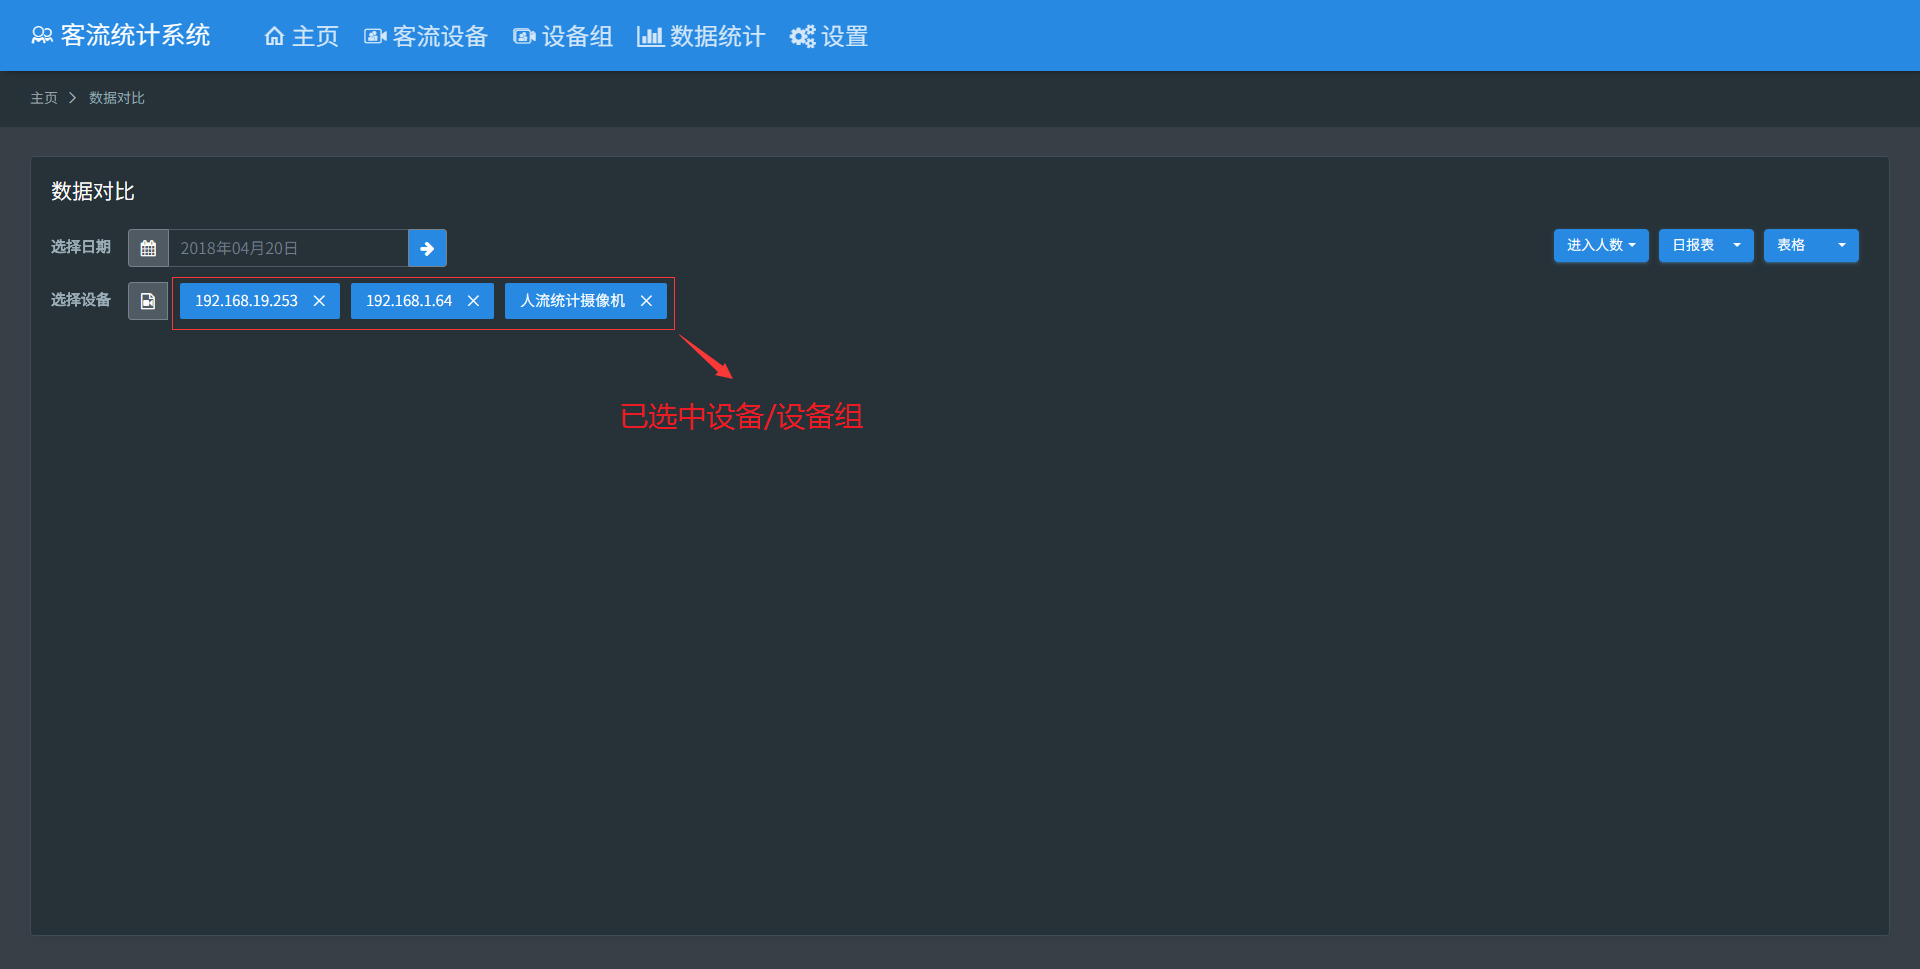 客流统计系统 主页 客流设备 设备组 数据统计 设置
主页 数据对比
数据对比
选择日期 2018年04月20日 进入人数 日报表 表格
选择设备 192.168.19.253 192.168.1.64 人流统计摄像机
已选中设备/设备组